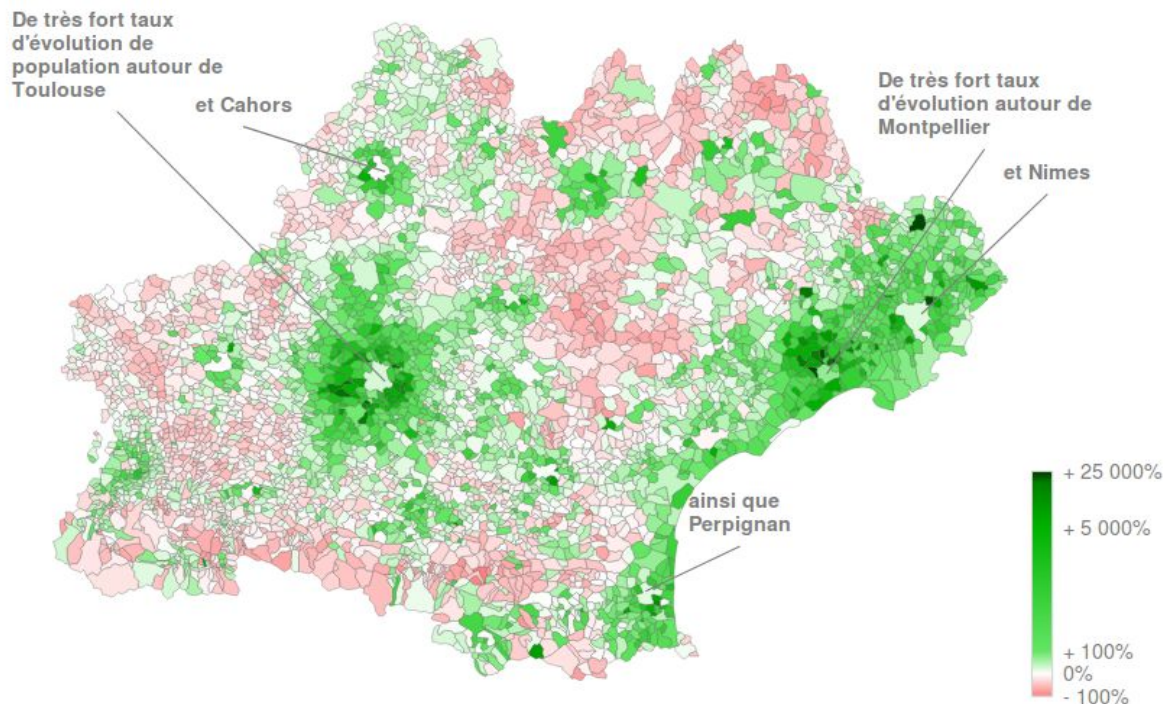 De très fort taux
d'évolution de
population autour de
Toulouse
et Cahors
De très fort taux
d'évolution autour de
Montpellier
et Nimes
ainsi que
Perpignan
+ 25 000%
+ 5 000%
+ 100%
0%
- 100%